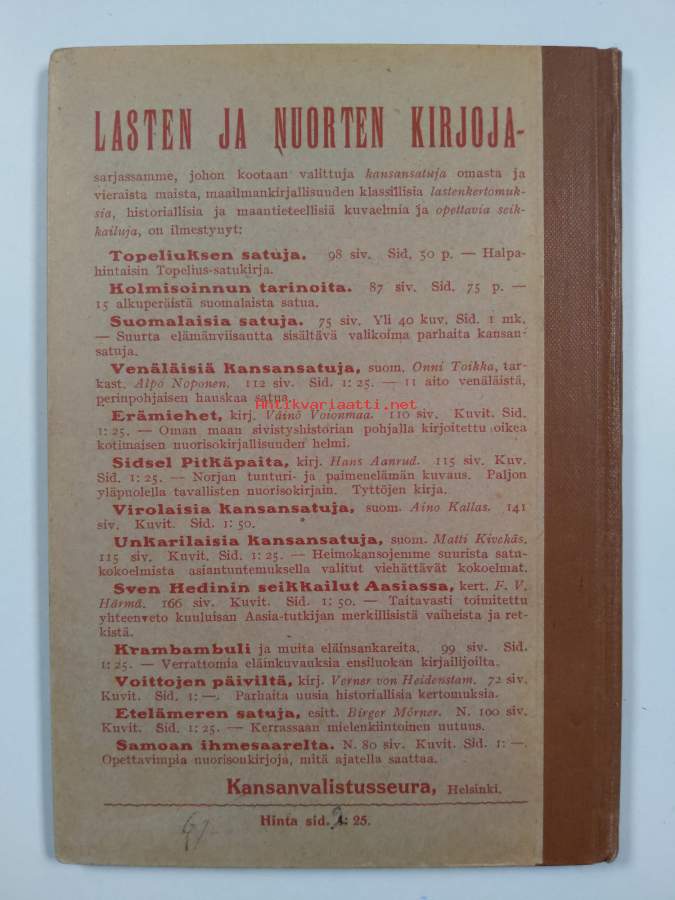 LASTEN JA NUORTEN KIRJOJA-
sarjassamme, johon kootaan valittuja kansansatuja omasta ja
vieraista maista, maailmankirjallisuuden klassillisia lastenkertomuk-
sia, historiallisia ja maantieteellisiä kuvaelmia ja opettavia seik-
kailuja, on ilmestynyt:
Topeliuksen satuja. 98 siv. Sid. 50 p. — Halpa-
hintaisin Topelius-satukirja.
Kolmisoinnun tarinoita. 87 siv. Sid. 75 p. —
15 alkuperäistä suomalaista satua.
Suomalaisia satuja. 75 siv. Yli 40 kuv. Sid. 1 mk.
— Suurta elämänviisautta sisältävä valikoima parhaita kansan-
satuja.
Venäläisiä kansansatuja, suom. Onni Toikka, tar-
kast. Alpo Noponen. 112 siv. Sid. 1: 25. — 11 aito venäläistä,
perinpohjaisen hauskaa satua.
Antikvariaatti.net
Erämiehet, kirj. Väinö Voionmaa. 110 siv. Kuvit. Sid.
1: 25. — Oman maan sivistyshistorian pohjalla kirjoitettu oikea
kotimaisen nuorisokirjallisuuden helmi.
Sidsel Pitkäpaita, kirj. Hans Aanrud. 115 siv. Kuv.
Sid. 1: 25. — Norjan tunturi- ja paimenelämän kuvaus. Paljon
yläpuolella tavallisten nuorisokirjain. Tyttöjen kirja.
Virolaisia kansansatuja, suom. Aino Kallas. 141
siv. Kuvit. Sid. 1: 50.
Unkarilaisia kansansatuja, suom. Matti Kivekäs.
115 siv. Kuvit. Sid. 1: 25. — Heimokansojemme suurista satu-
kokoelmista asiantuntemuksella valitut viehättävät kokoelmat.
Sven Hedinin seikkailut Aasiassa, kert. F. V.
Härmä. 166 siv. Kuvit. Sid. 1: 50. — Taitavasti toimitettu
yhteenveto kuuluisan Aasia-tutkijan merkillisistä vaiheista ja ret-
kistä.
Krambambuli ja muita eläinsankareita. 99 siv. Sid.
1: 25. — Verrattomia eläinkuvauksia ensiluokan kirjailijoilta.
Voittojen päiviltä, kirj. Verner von Heidenstam. 72 siv.
Kuvit. Sid. 1: —. Parhaita uusia historiallisia kertomuksia.
Etelämeren satuja, esitt. Birger Mörner. N. 100 siv.
Kuvit. Sid. 1: 25. — Kerrassaan mielenkiintoinen uutuus.
Samoan ihmesaarelta. N. 80 siv. Kuvit. Sid. 1: —.
Opettavimpia nuorisonkirjoja, mitä ajatella saattaa.
Kansanvalistusseura, Helsinki.
Hinta sid. : 25.